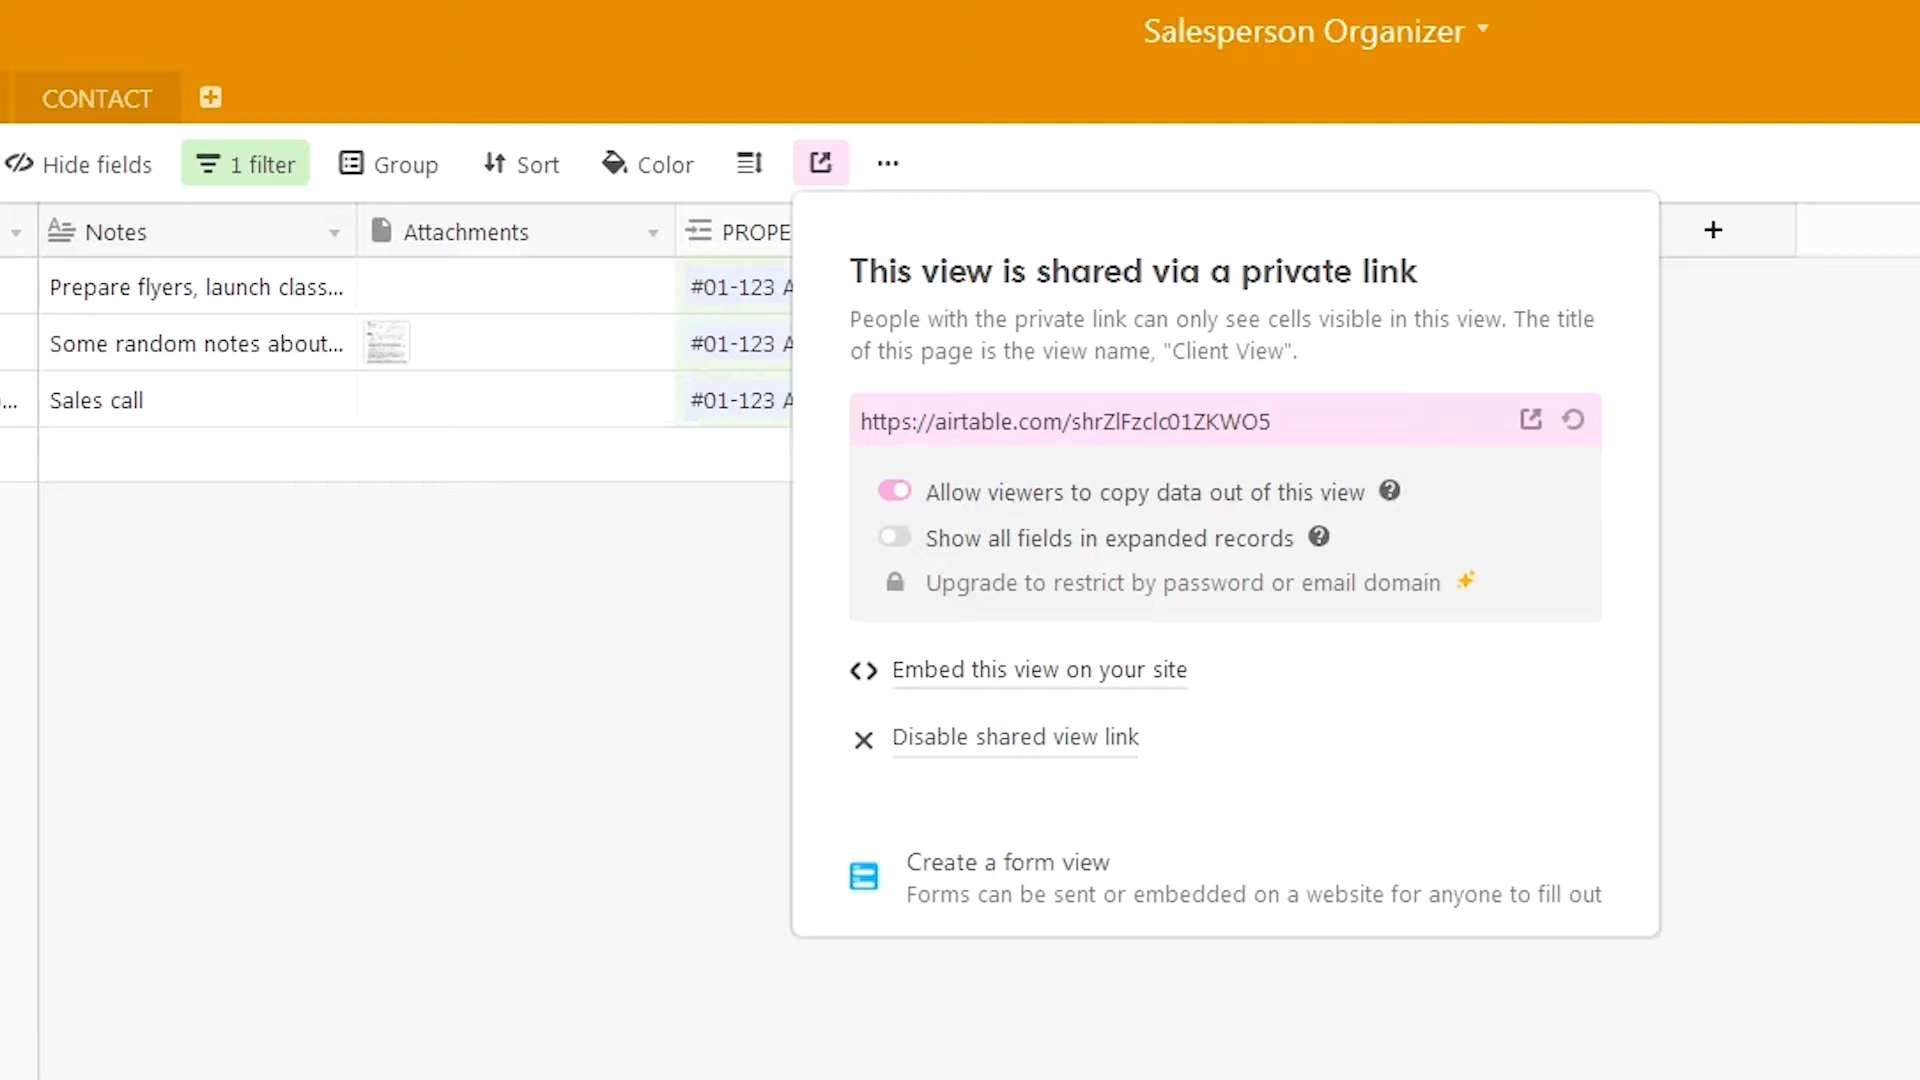 Salesperson Organizer
CONTACT
Hide fields
1 filter
Group
Sort
Color
Notes
Attachments
PROPE
Prepare flyers, launch class...
#01-123 A
Some random notes about...
#01-123 A
...
Sales call
#01-123 A
This view is shared via a private link
People with the private link can only see cells visible in this view. The title
of this page is the view name, "Client View".
https://airtable.com/shrZlFzclc01ZKWO5
Allow viewers to copy data out of this view
Show all fields in expanded records
Upgrade to restrict by password or email domain
Embed this view on your site
Disable shared view link
Create a form view
Forms can be sent or embedded on a website for anyone to fill out